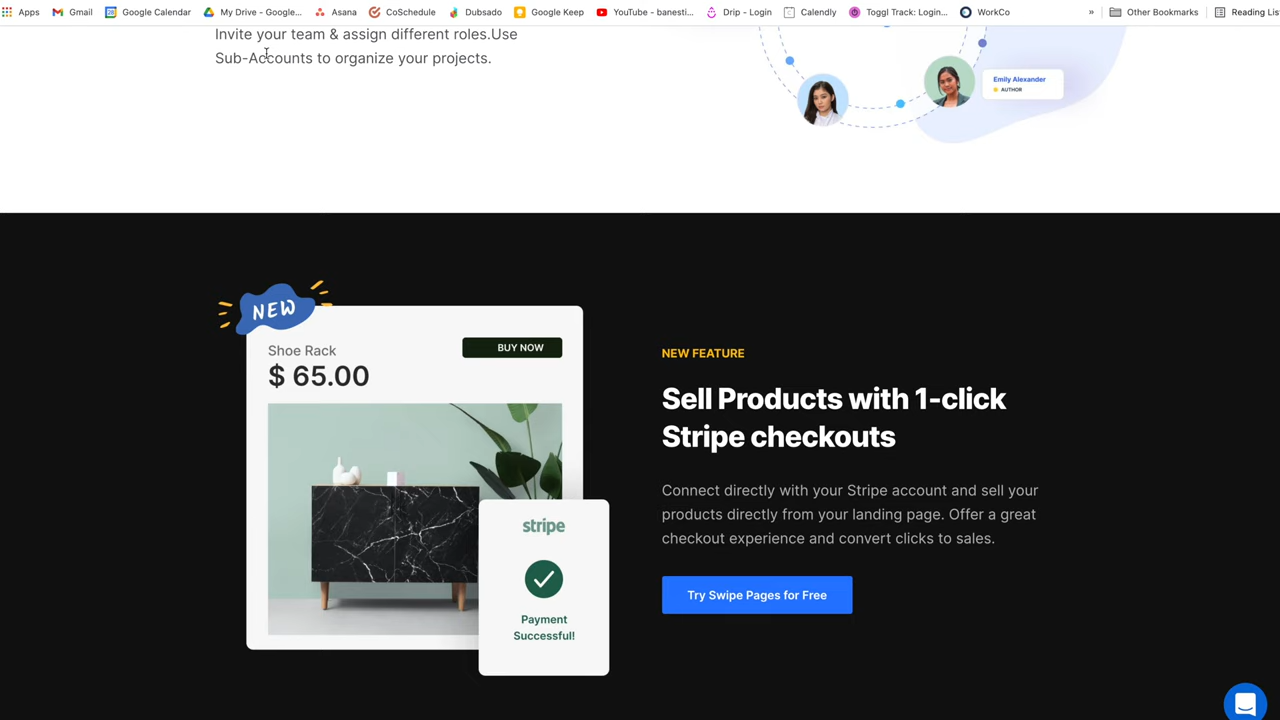 Apps
Gmail
Google Calendar
My Drive - Google...
Asana
CoSchedule
Dubsado
Google Keep
YouTube - banesti...
Drip - Login
Calendly
Toggl Track: Login...
WorkCo
»
Other Bookmarks
Reading Lis
Invite your team & assign different roles.Use
Sub-Accounts to organize your projects.
Emily Alexander
AUTHOR
NEW
Shoe Rack
BUY NOW
$ 65.00
stripe
Payment
Successful!
NEW FEATURE
Sell Products with 1-click
Stripe checkouts
Connect directly with your Stripe account and sell your
products directly from your landing page. Offer a great
checkout experience and convert clicks to sales.
Try Swipe Pages for Free